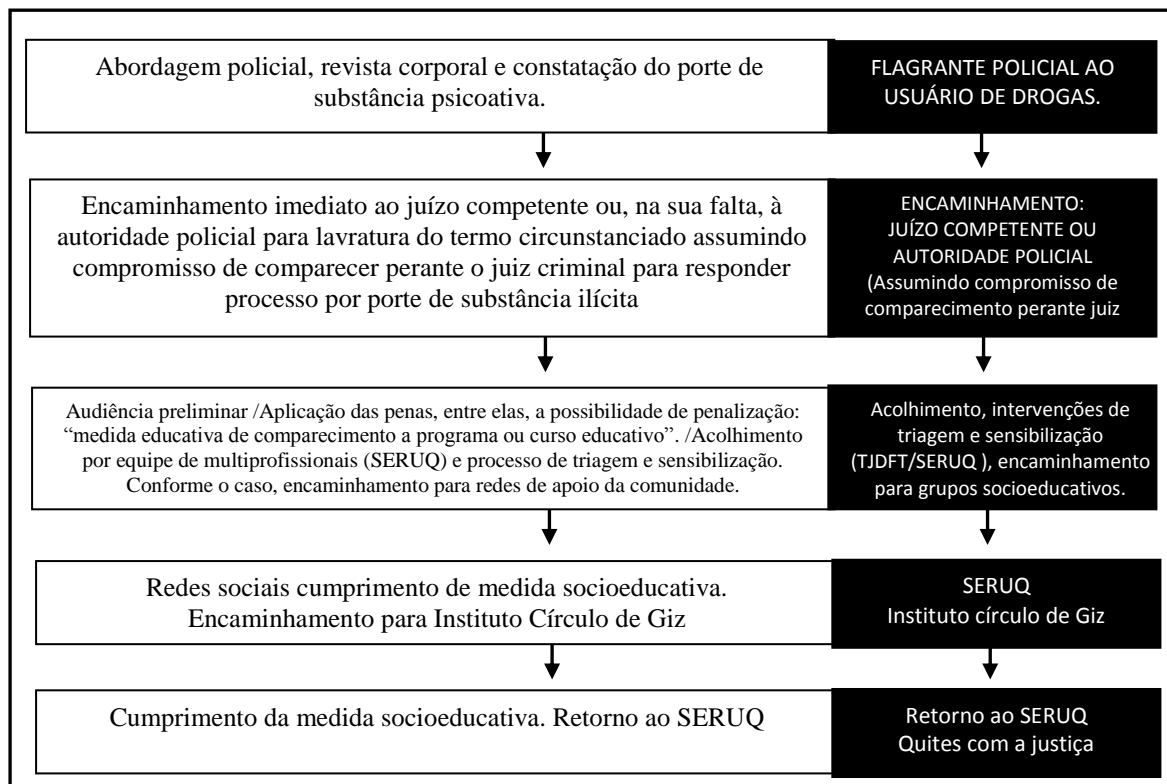 Abordagem policial, revista corporal e constatação do porte de
substância psicoativa.
FLAGRANTE POLICIAL AO
USUÁRIO DE DROGAS.
Encaminhamento imediato ao juízo competente ou, na sua falta, à
autoridade policial para lavratura do termo circunstanciado assumindo
compromisso de comparecer perante o juiz criminal para responder
processo por porte de substância ilícita
ENCAMINHAMENTO:
JUÍZO COMPETENTE OU
AUTORIDADE POLICIAL
(Assumindo compromisso de
comparecimento perante juiz
Audiência preliminar /Aplicação das penas, entre elas, a possibilidade de penalização:
“medida educativa de comparecimento a programa ou curso educativo”. /Acolhimento
por equipe de multiprofissionais (SERUQ) e processo de triagem e sensibilização.
Conforme o caso, encaminhamento para redes de apoio da comunidade.
Acolhimento, intervenções de
triagem e sensibilização
(TJDFT/SERUQ ), encaminhamento
para grupos socioeducativos.
Redes sociais cumprimento de medida socioeducativa.
Encaminhamento para Instituto Círculo de Giz
SERUQ
Instituto círculo de Giz
Cumprimento da medida socioeducativa. Retorno ao SERUQ
Retorno ao SERUQ
Quites com a justiça